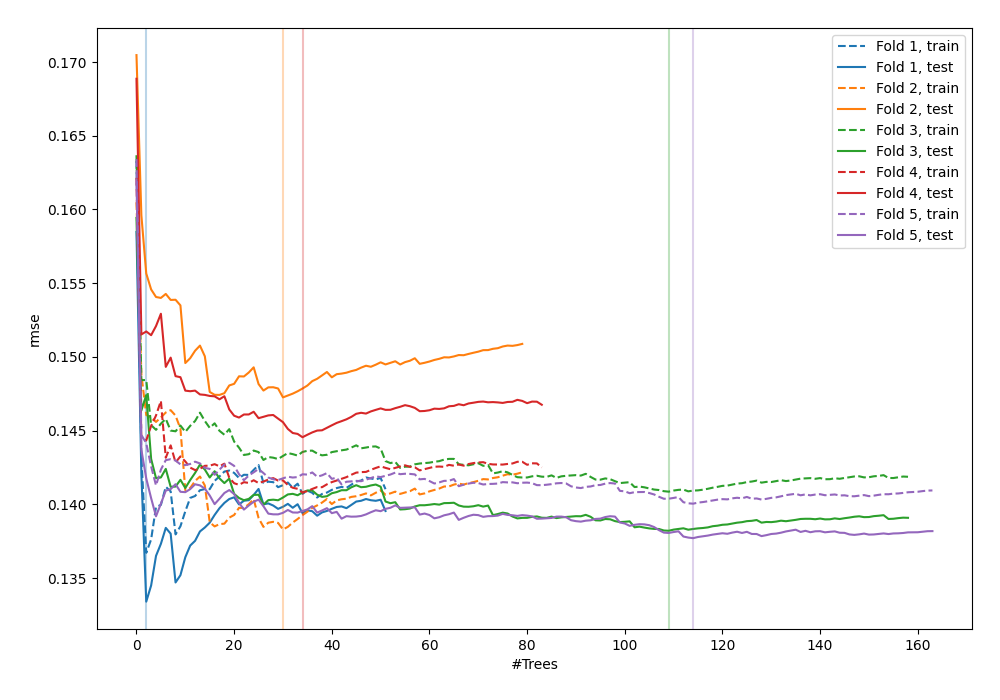 0.170
0.165
0.160
0.155
0.150
0.145
0.140
0.135
rmse
0 20 40 60 80 100 120 140 160
#Trees
Fold 1, train
Fold 1, test
Fold 2, train
Fold 2, test
Fold 3, train
Fold 3, test
Fold 4, train
Fold 4, test
Fold 5, train
Fold 5, test